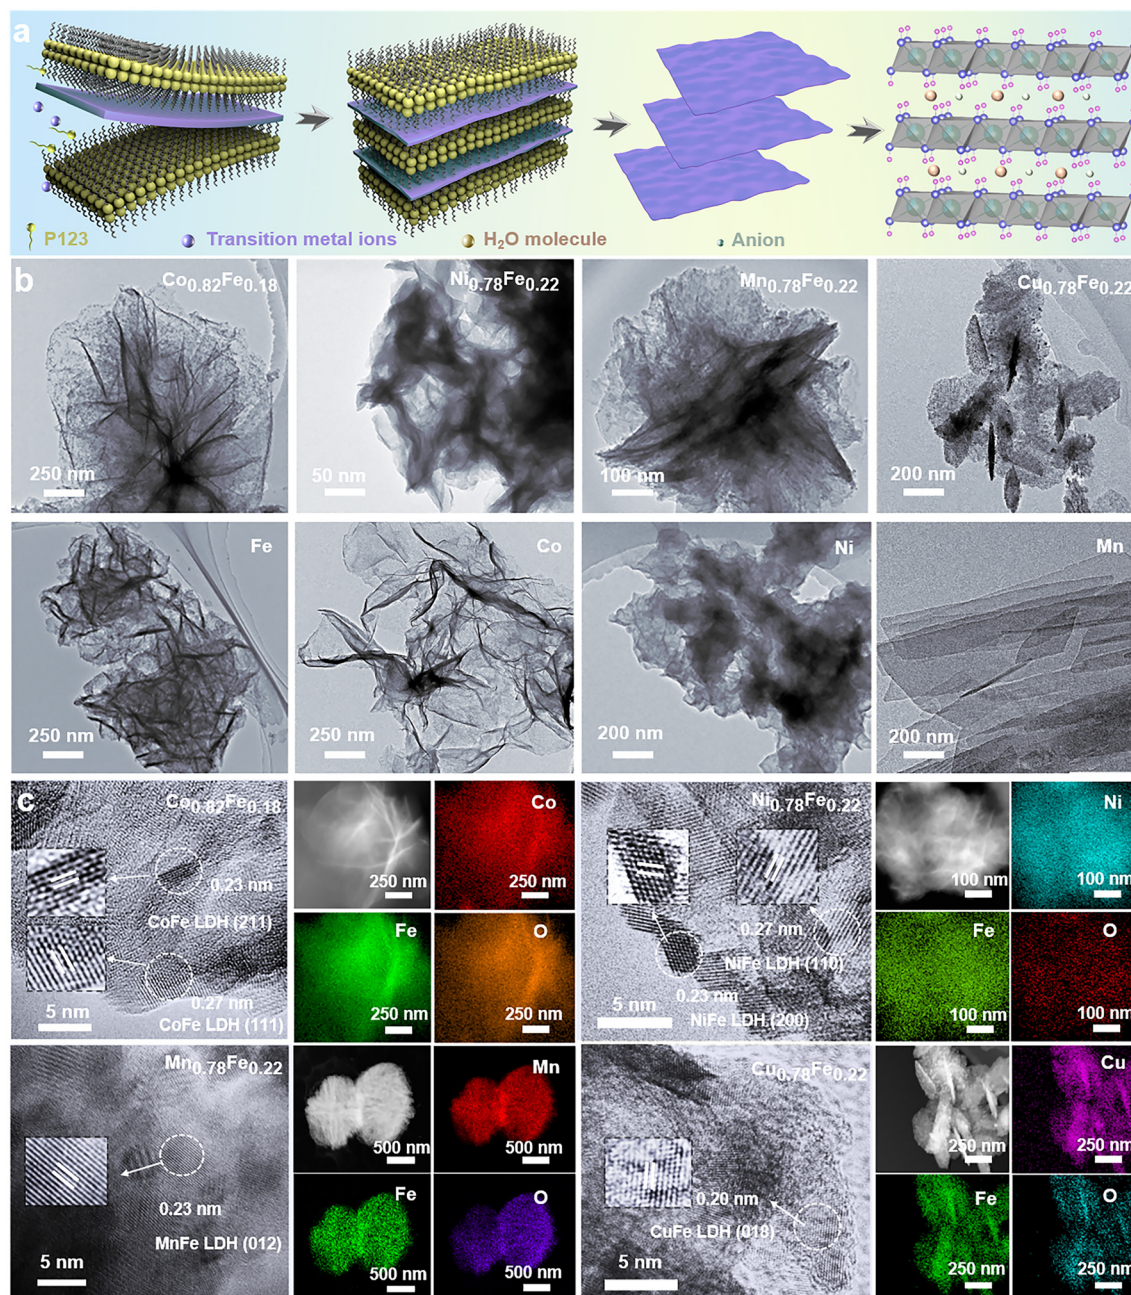 a
P123
Transition metal ions
H₂O molecule
Anion
b
Co₀.₈₂Fe₀.₁₈
250 nm
Ni₀.₇₈Fe₀.₂₂
50 nm
Mn₀.₇₈Fe₀.₂₂
100 nm
Cu₀.₇₈Fe₀.₂₂
200 nm
Fe
250 nm
Co
250 nm
Ni
200 nm
Mn
200 nm
c
Co₀.₈₂Fe₀.₁₈
0.23 nm
CoFe LDH (211)
0.27 nm
5 nm
CoFe LDH (111)
250 nm
Co
250 nm
Fe
250 nm
O
250 nm
Ni₀.₇₈Fe₀.₂₂
0.27 nm
NiFe LDH (110)
0.23 nm
5 nm
NiFe LDH (200)
100 nm
Ni
100 nm
Fe
100 nm
O
100 nm
Mn₀.₇₈Fe₀.₂₂
0.23 nm
MnFe LDH (012)
5 nm
500 nm
Mn
500 nm
Fe
500 nm
O
500 nm
Cu₀.₇₈Fe₀.₂₂
0.20 nm
CuFe LDH (018)
5 nm
250 nm
Cu
250 nm
Fe
250 nm
O
250 nm